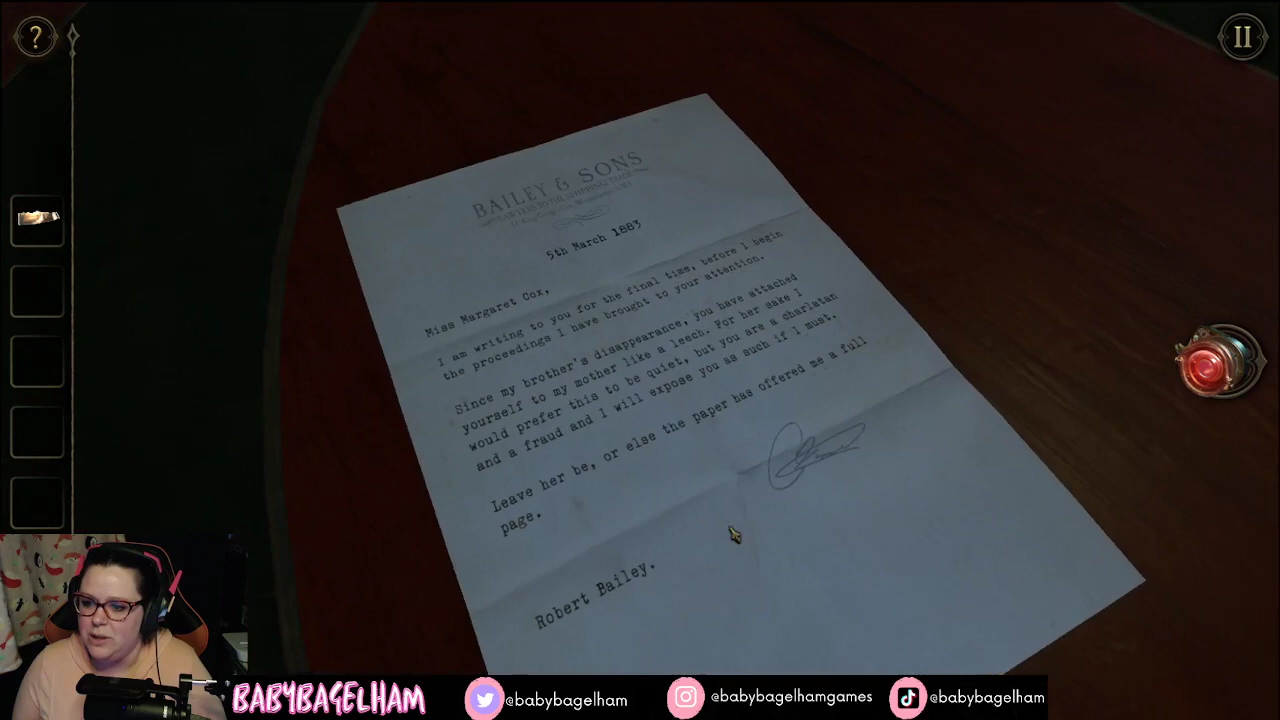 ?
II
BAILEY & SONS
5th March 1883
Miss Margaret Cox,
I am writing to you for the final time, before I begin
the proceedings I have brought to your attention.
Since my brother's disappearance, you have attached
yourself to my mother like a leech. For her sake I
would prefer this to be quiet, but you are a charlatan
and a fraud and I will expose you as such if I must.
Leave her be, or else the paper has offered me a full
page.
Robert Bailey.
BABYBAGELHAM
@babybagelham
@babybagelhamgames
@babybagelham